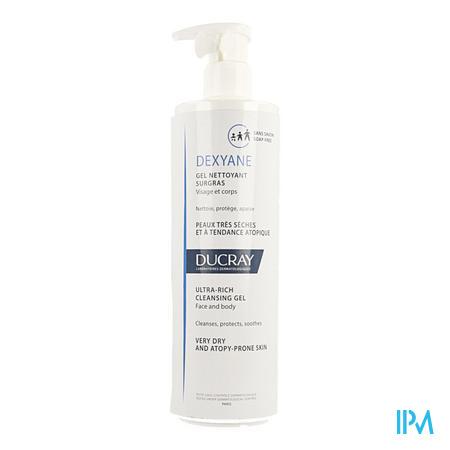 SANS SAVON
SOAP-FREE
DEXYANE
GEL NETTOYANT
SURGRAS
Visage et corps
Nettoie, protège, apaise
PEAUX TRÈS SÈCHES
ET À TENDANCE ATOPIQUE
DUCRAY
LABORATOIRES DERMATOLOGIQUES
ULTRA-RICH
CLEANSING GEL
Face and body
Cleanses, protects, soothes
VERY DRY
AND ATOPY-PRONE SKIN
PARIS
IPM